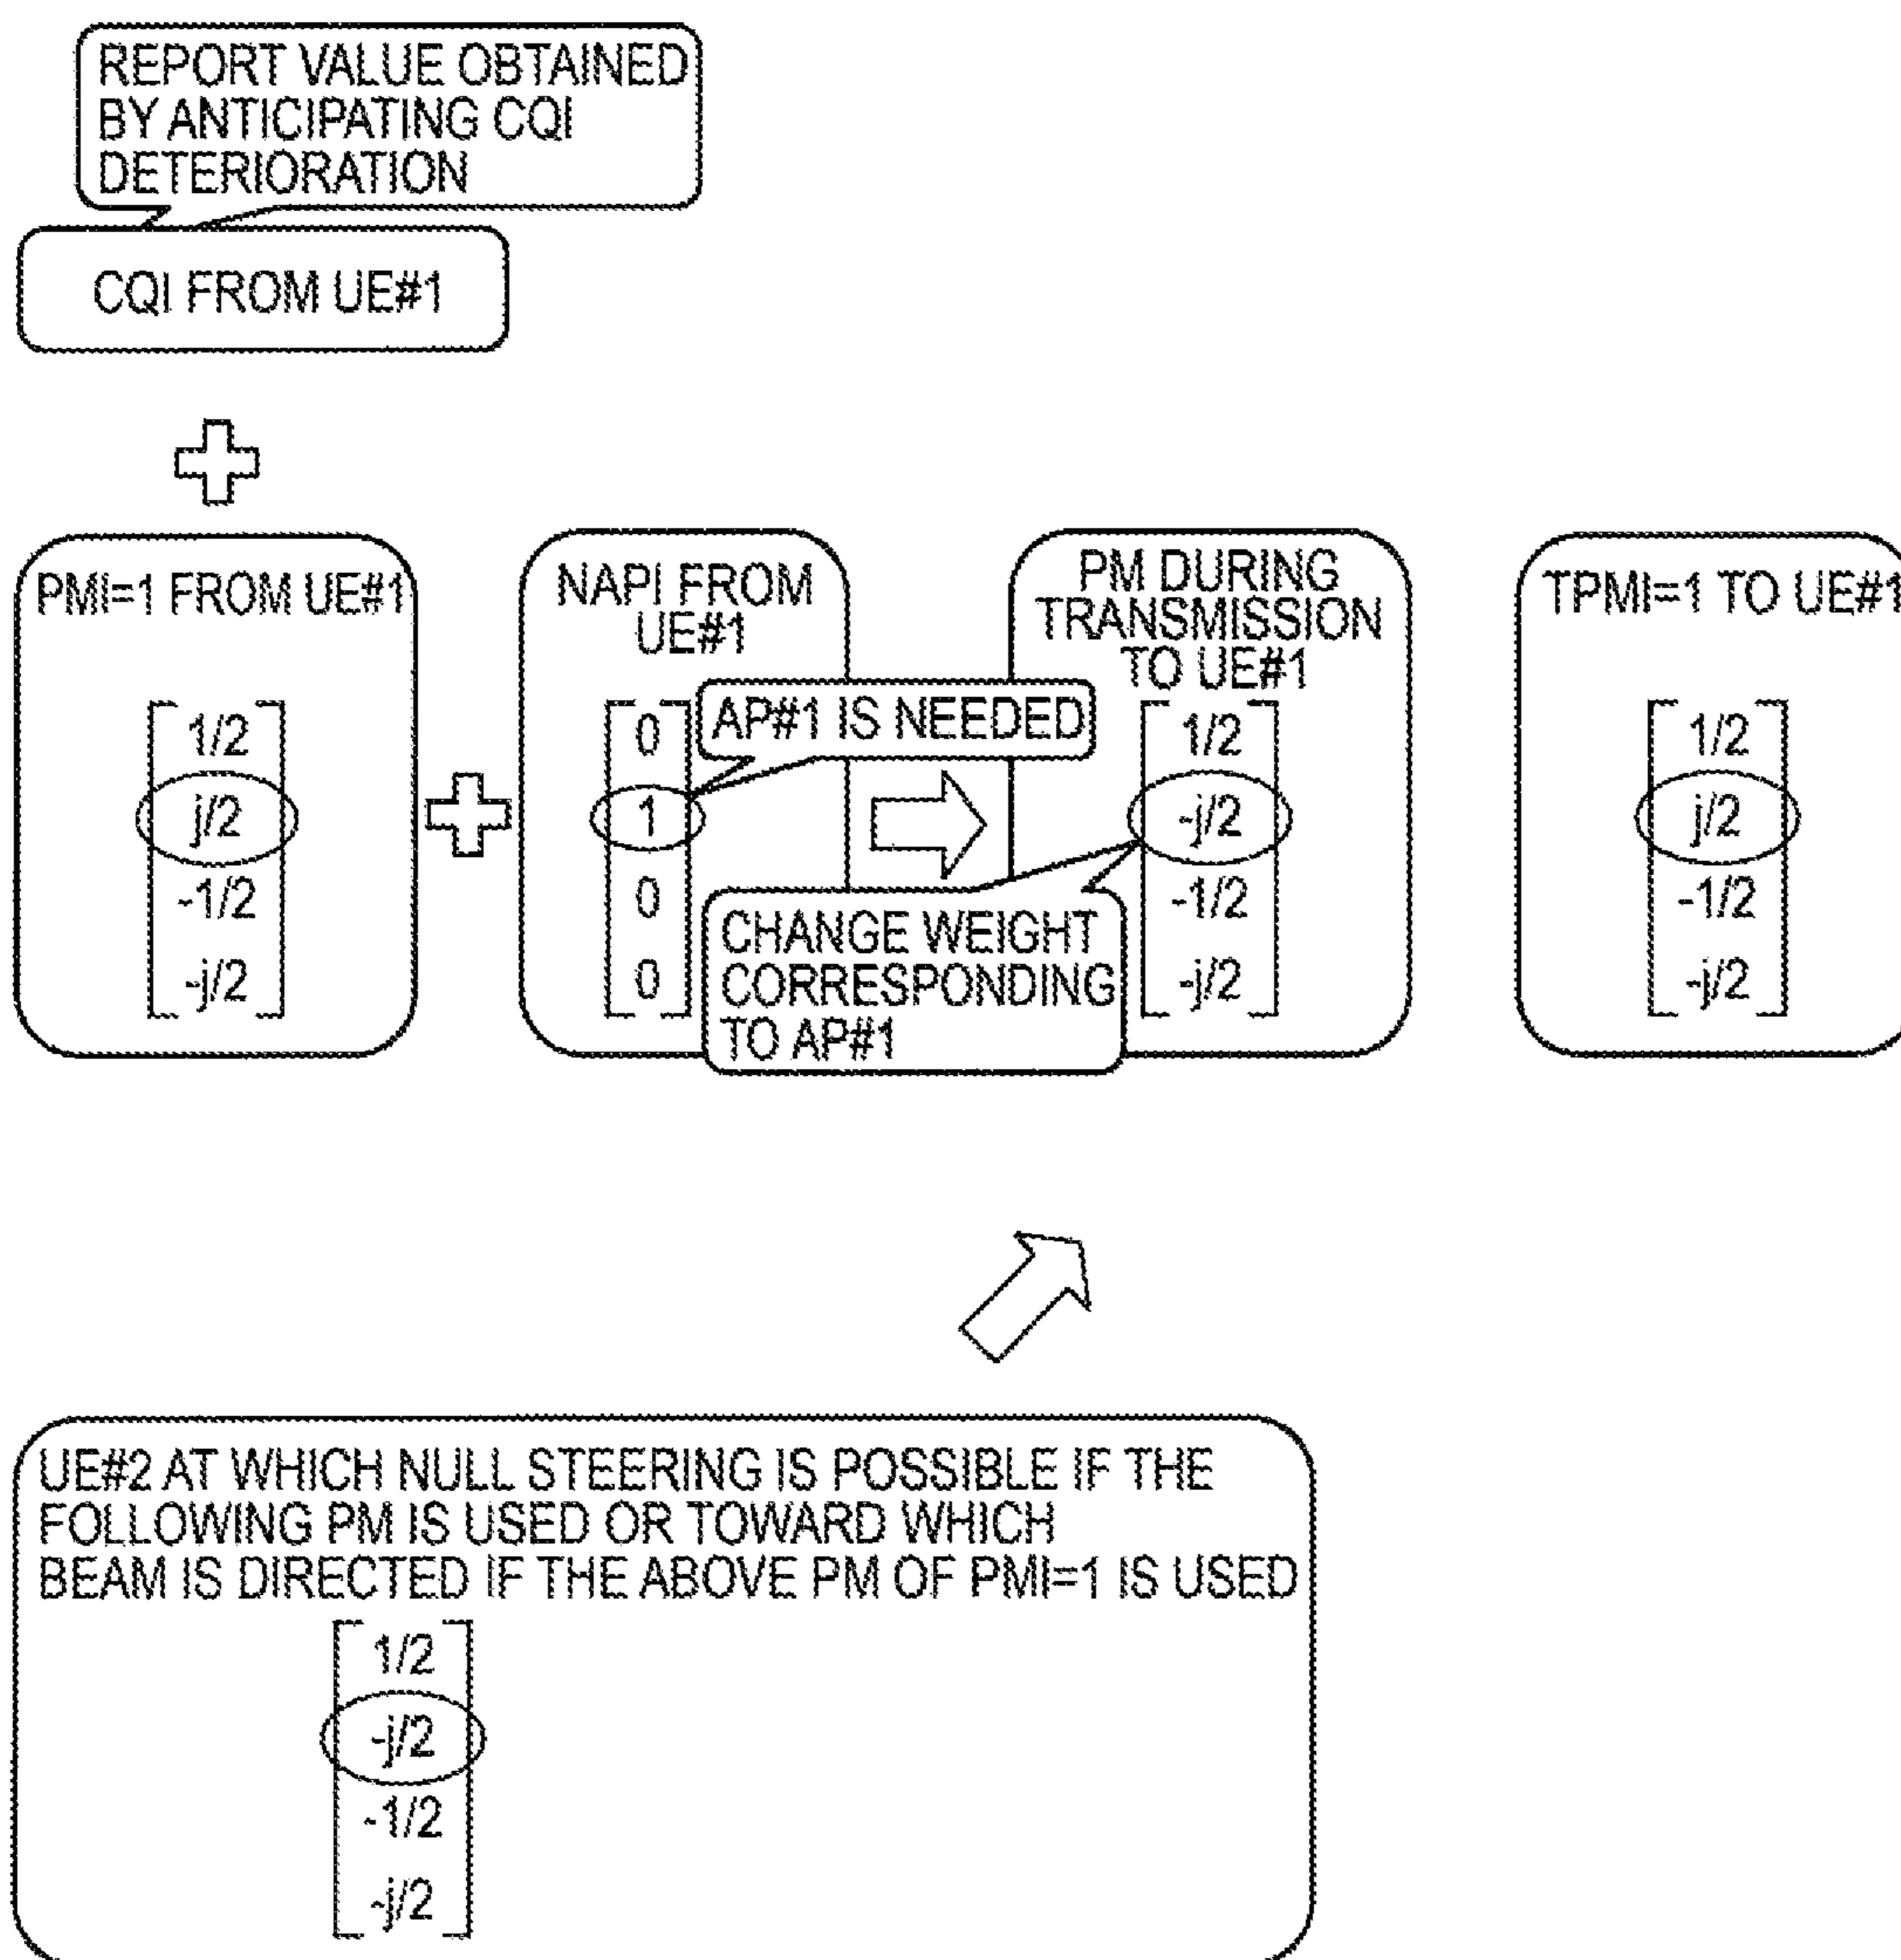 REPORT VALUE OBTAINED
BY ANTICIPATING CQI
DETERIORATION
CQI FROM UE#1
PMI=1 FROM UE#1
1/2
j/2
-1/2
-j/2
NAPI FROM
UE#1
0
1
0
0
AP#1 IS NEEDED
CHANGE WEIGHT
CORRESPONDING
TO AP#1
PM DURING
TRANSMISSION
TO UE#1
1/2
-j/2
-1/2
-j/2
TPMI=1 TO UE#1
1/2
j/2
-1/2
-j/2
UE#2 AT WHICH NULL STEERING IS POSSIBLE IF THE
FOLLOWING PM IS USED OR TOWARD WHICH
BEAM IS DIRECTED IF THE ABOVE PM OF PMI=1 IS USED
1/2
-j/2
-1/2
-j/2